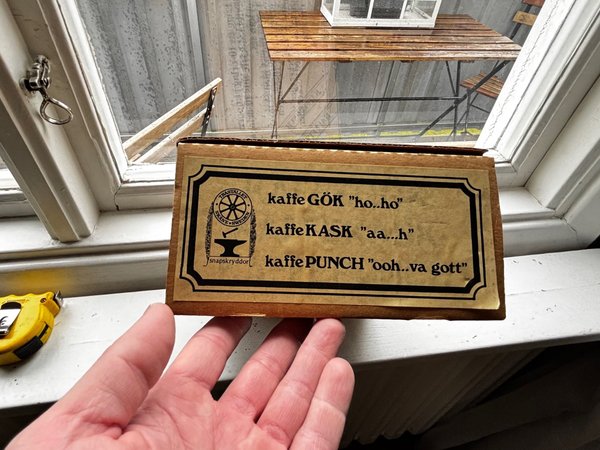 kaffe GÖK "ho..ho"
kaffe KASK "aa...h"
kaffe PUNCH "ooh..va gott"
snapskryddor